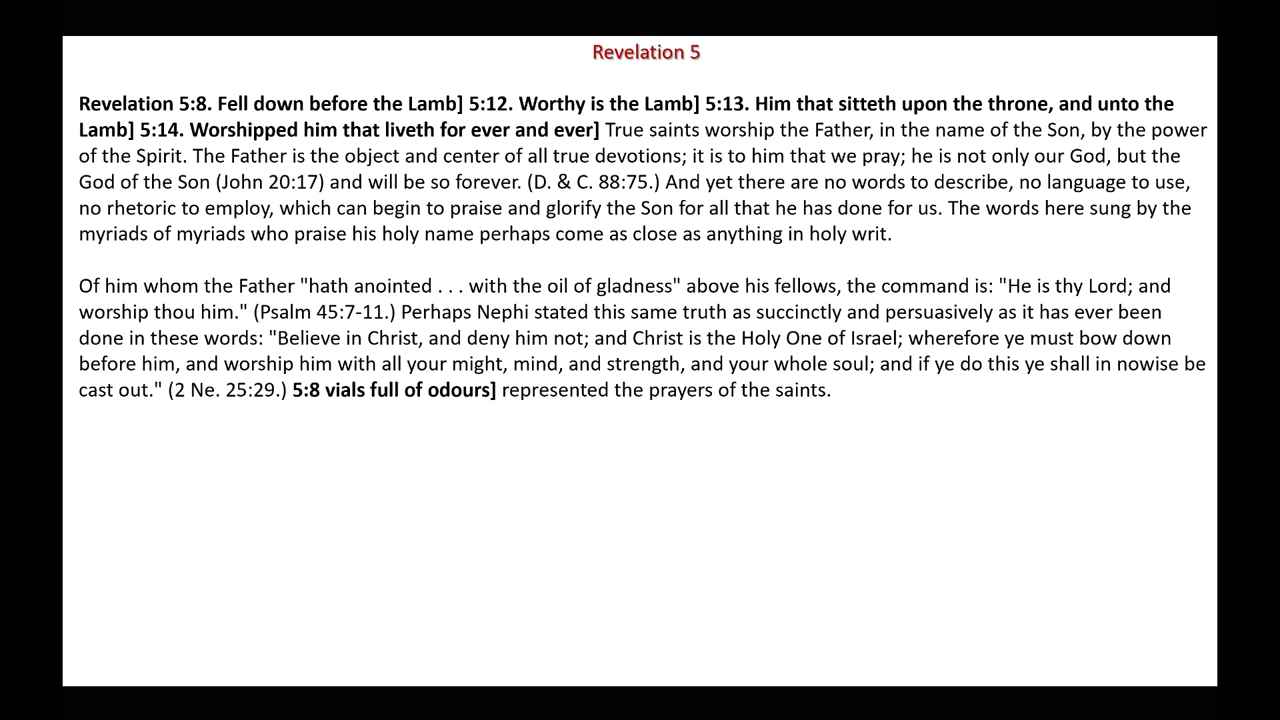 Revelation 5
Revelation 5:8. Fell down before the Lamb] 5:12. Worthy is the Lamb] 5:13. Him that sitteth upon the throne, and unto the
Lamb] 5:14. Worshipped him that liveth for ever and ever] True saints worship the Father, in the name of the Son, by the power
of the Spirit. The Father is the object and center of all true devotions; it is to him that we pray; he is not only our God, but the
God of the Son (John 20:17) and will be so forever. (D. & C. 88:75.) And yet there are no words to describe, no language to use,
no rhetoric to employ, which can begin to praise and glorify the Son for all that he has done for us. The words here sung by the
myriads of myriads who praise his holy name perhaps come as close as anything in holy writ.
Of him whom the Father "hath anointed . . . with the oil of gladness" above his fellows, the command is: "He is thy Lord; and
worship thou him." (Psalm 45:7-11.) Perhaps Nephi stated this same truth as succinctly and persuasively as it has ever been
done in these words: "Believe in Christ, and deny him not; and Christ is the Holy One of Israel; wherefore ye must bow down
before him, and worship him with all your might, mind, and strength, and your whole soul; and if ye do this ye shall in nowise be
cast out." (2 Ne. 25:29.) 5:8 vials full of odours] represented the prayers of the saints.